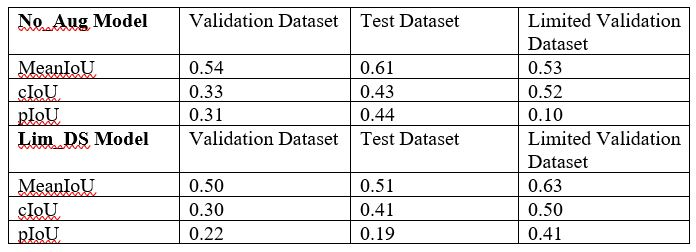 No_Aug Model Validation Dataset Test Dataset Limited Validation
Dataset
MeanIoU 0.54 0.61 0.53
cIoU 0.33 0.43 0.52
pIoU 0.31 0.44 0.10
Lim_DS Model Validation Dataset Test Dataset Limited Validation
Dataset
MeanIoU 0.50 0.51 0.63
cIoU 0.30 0.41 0.50
pIoU 0.22 0.19 0.41